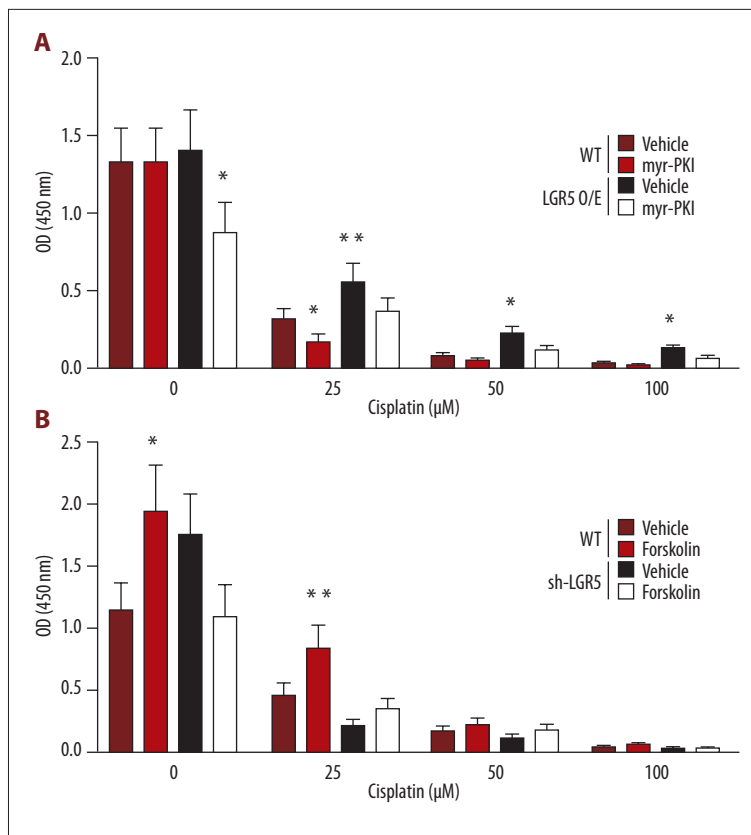 A
2.0
1.5
1.0
0.5
0.0
OD (450 nm)
*
*
* *
*
*
WT
Vehicle
myr-PKI
LGR5 O/E
Vehicle
myr-PKI
0 25 50 100
Cisplatin (μM)
B
2.5
2.0
1.5
1.0
0.5
0.0
OD (450 nm)
*
* *
WT
Vehicle
Forskolin
sh-LGR5
Vehicle
Forskolin
0 25 50 100
Cisplatin (μM)